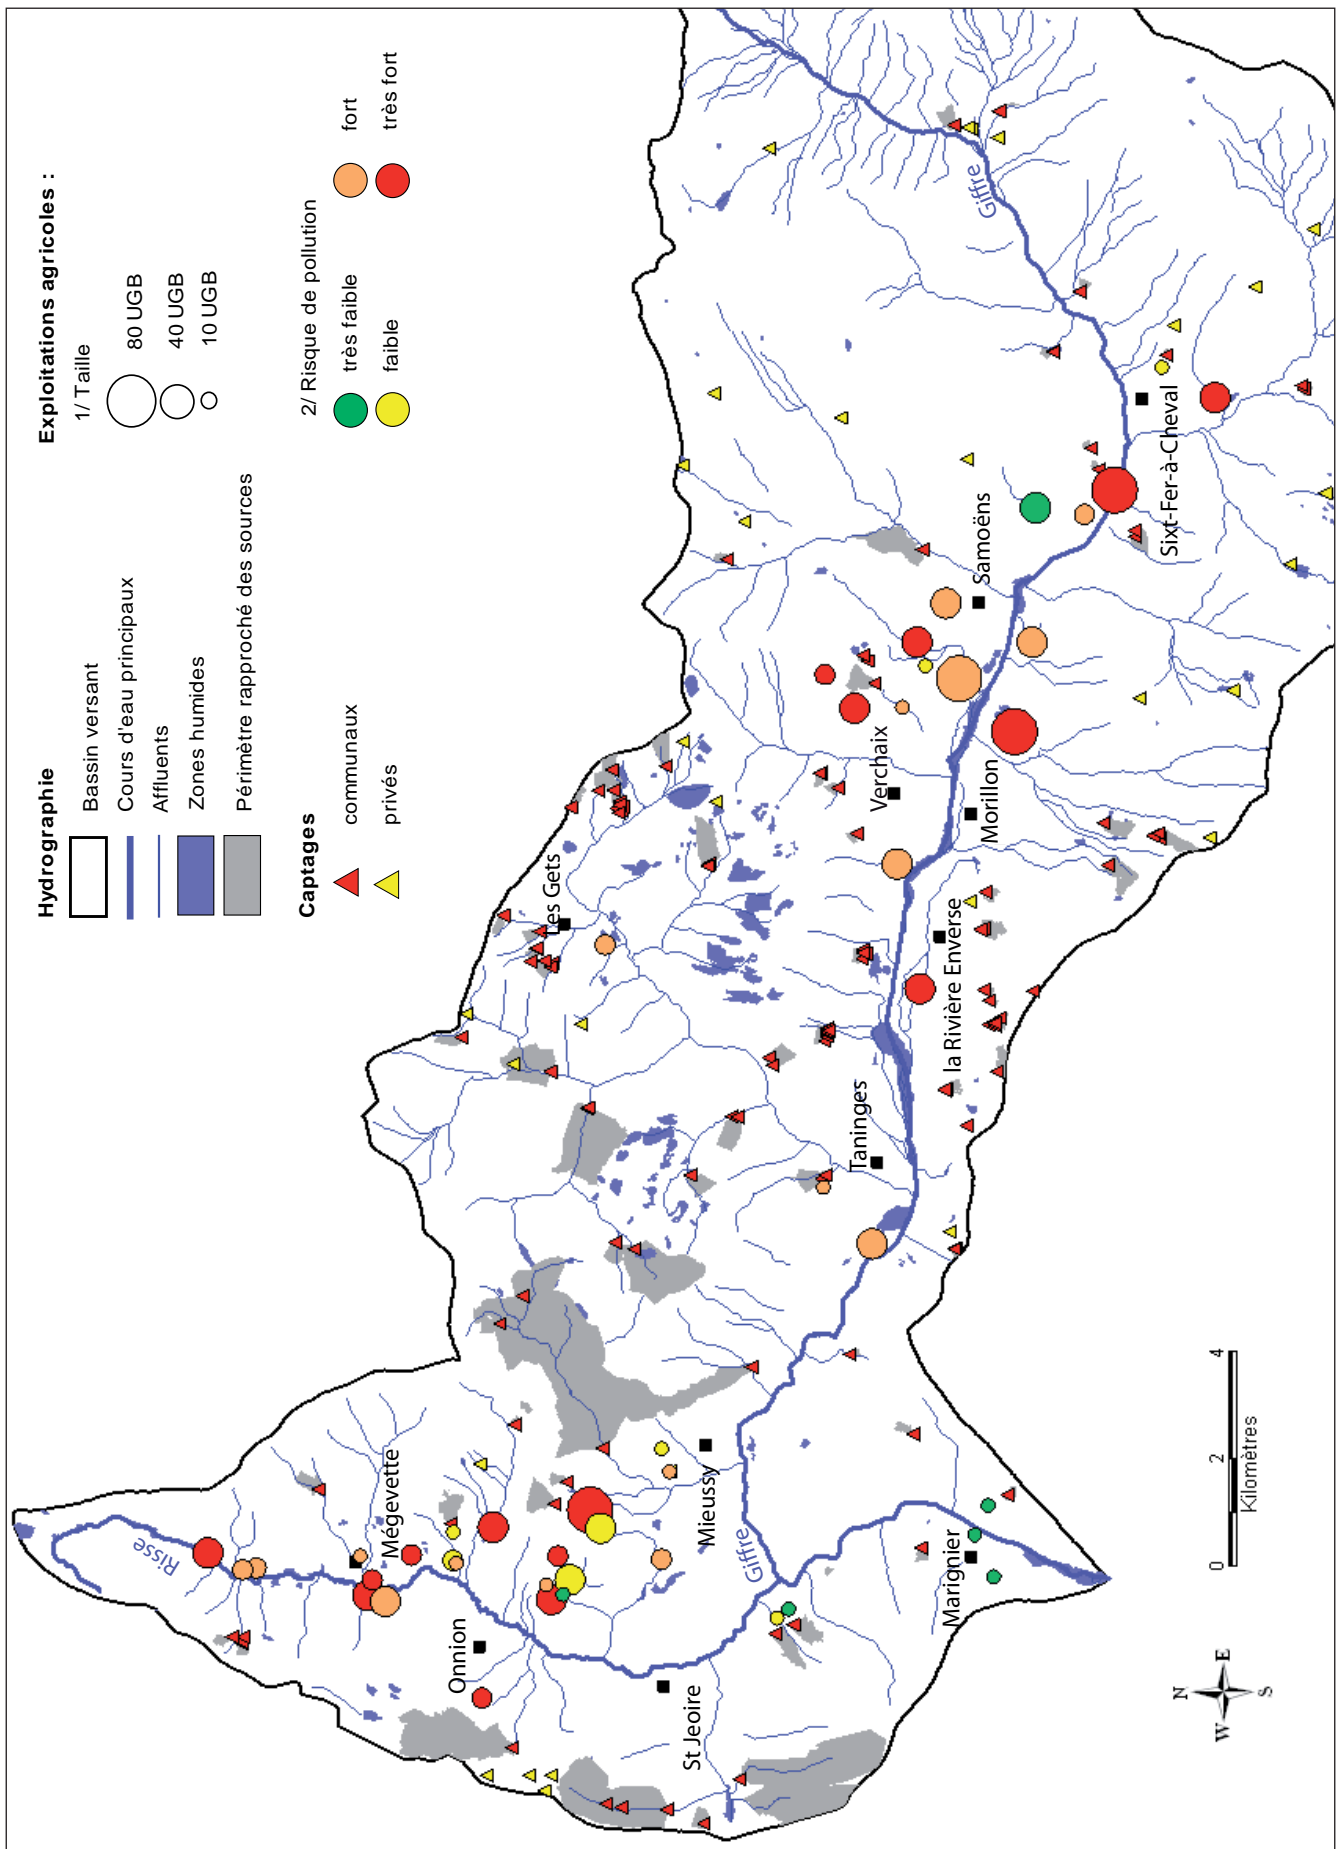 Hydrographie
Bassin versant
Cours d'eau principaux
Affluents
Zones humides
Périmètre rapproché des sources
Captages
communaux
privés
Exploitations agricoles :
1/ Taille
80 UGB
40 UGB
10 UGB
2/ Risque de pollution
très faible
fort
faible
très fort
Risse
Mégevette
Onnion
St Jeoire
Mieussy
Giffre
Marignier
Les Gets
Taninges
la Rivière Enverse
Verchaix
Morillon
Samoëns
Sixt-Fer-à-Cheval
Giffre
N
W
E
S
0
2
4
Kilomètres